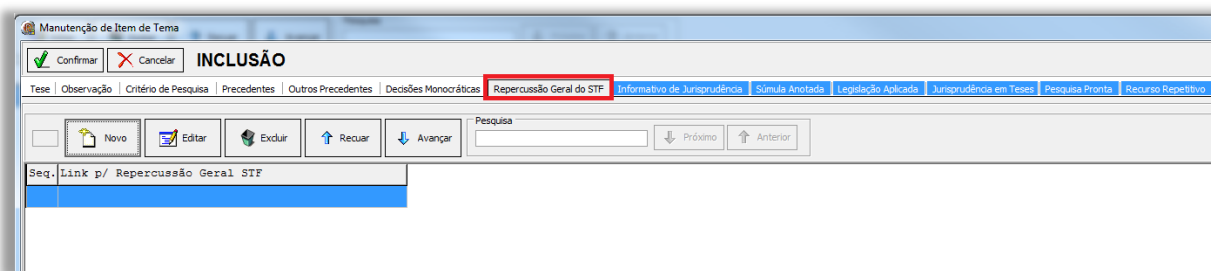 Manutenção de Item de Tema
Confirmar Cancelar INCLUSÃO
Tese Observação Critério de Pesquisa Precedentes Outros Precedentes Decisões Monocráticas Repercussão Geral do STF Informativo de Jurisprudência Súmula Anotada Legislação Aplicada Jurisprudência em Teses Pesquisa Pronta Recurso Repetitivo
Pesquisa
Novo Editar Excluir Recuar Avançar Próximo Anterior
Seq. Link p/ Repercussão Geral STF